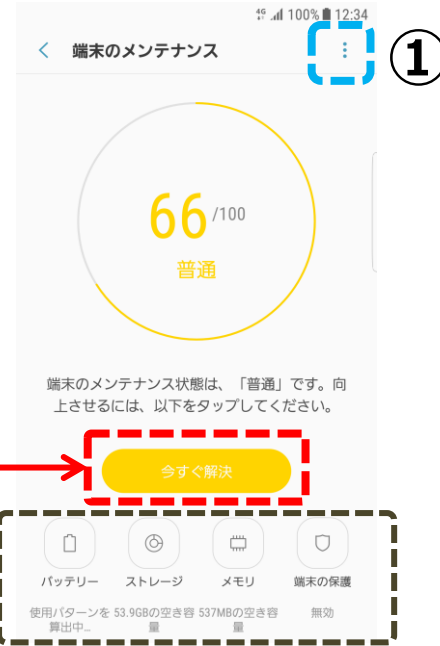 4G 100% 12:34
端末のメンテナンス
①
66/100
普通
端末のメンテナンス状態は、「普通」です。向
上させるには、以下をタップしてください。
今すぐ解決
バッテリー ストレージ メモリ 端末の保護
使用パターンを 53.9GBの空き容 537MBの空き容 無効
算出中... 量 量